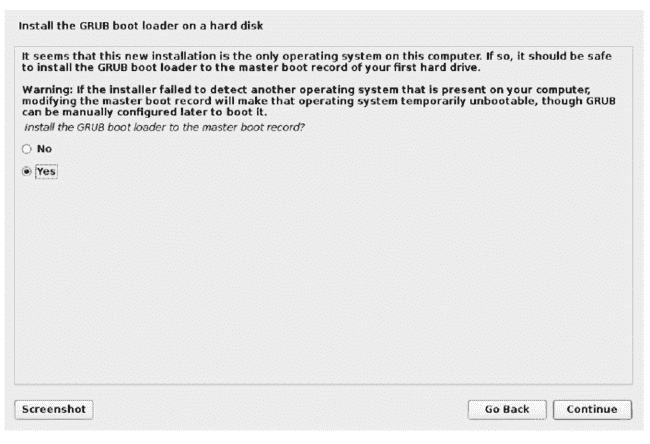 Install the GRUB boot loader on a hard disk
It seems that this new installation is the only operating system on this computer. If so, it should be safe
to install the GRUB boot loader to the master boot record of your first hard drive.
Warning: If the installer failed to detect another operating system that is present on your computer,
modifying the master boot record will make that operating system temporarily unbootable, though GRUB
can be manually configured later to boot it.
Install the GRUB boot loader to the master boot record?
No
Yes
Screenshot
Go Back
Continue